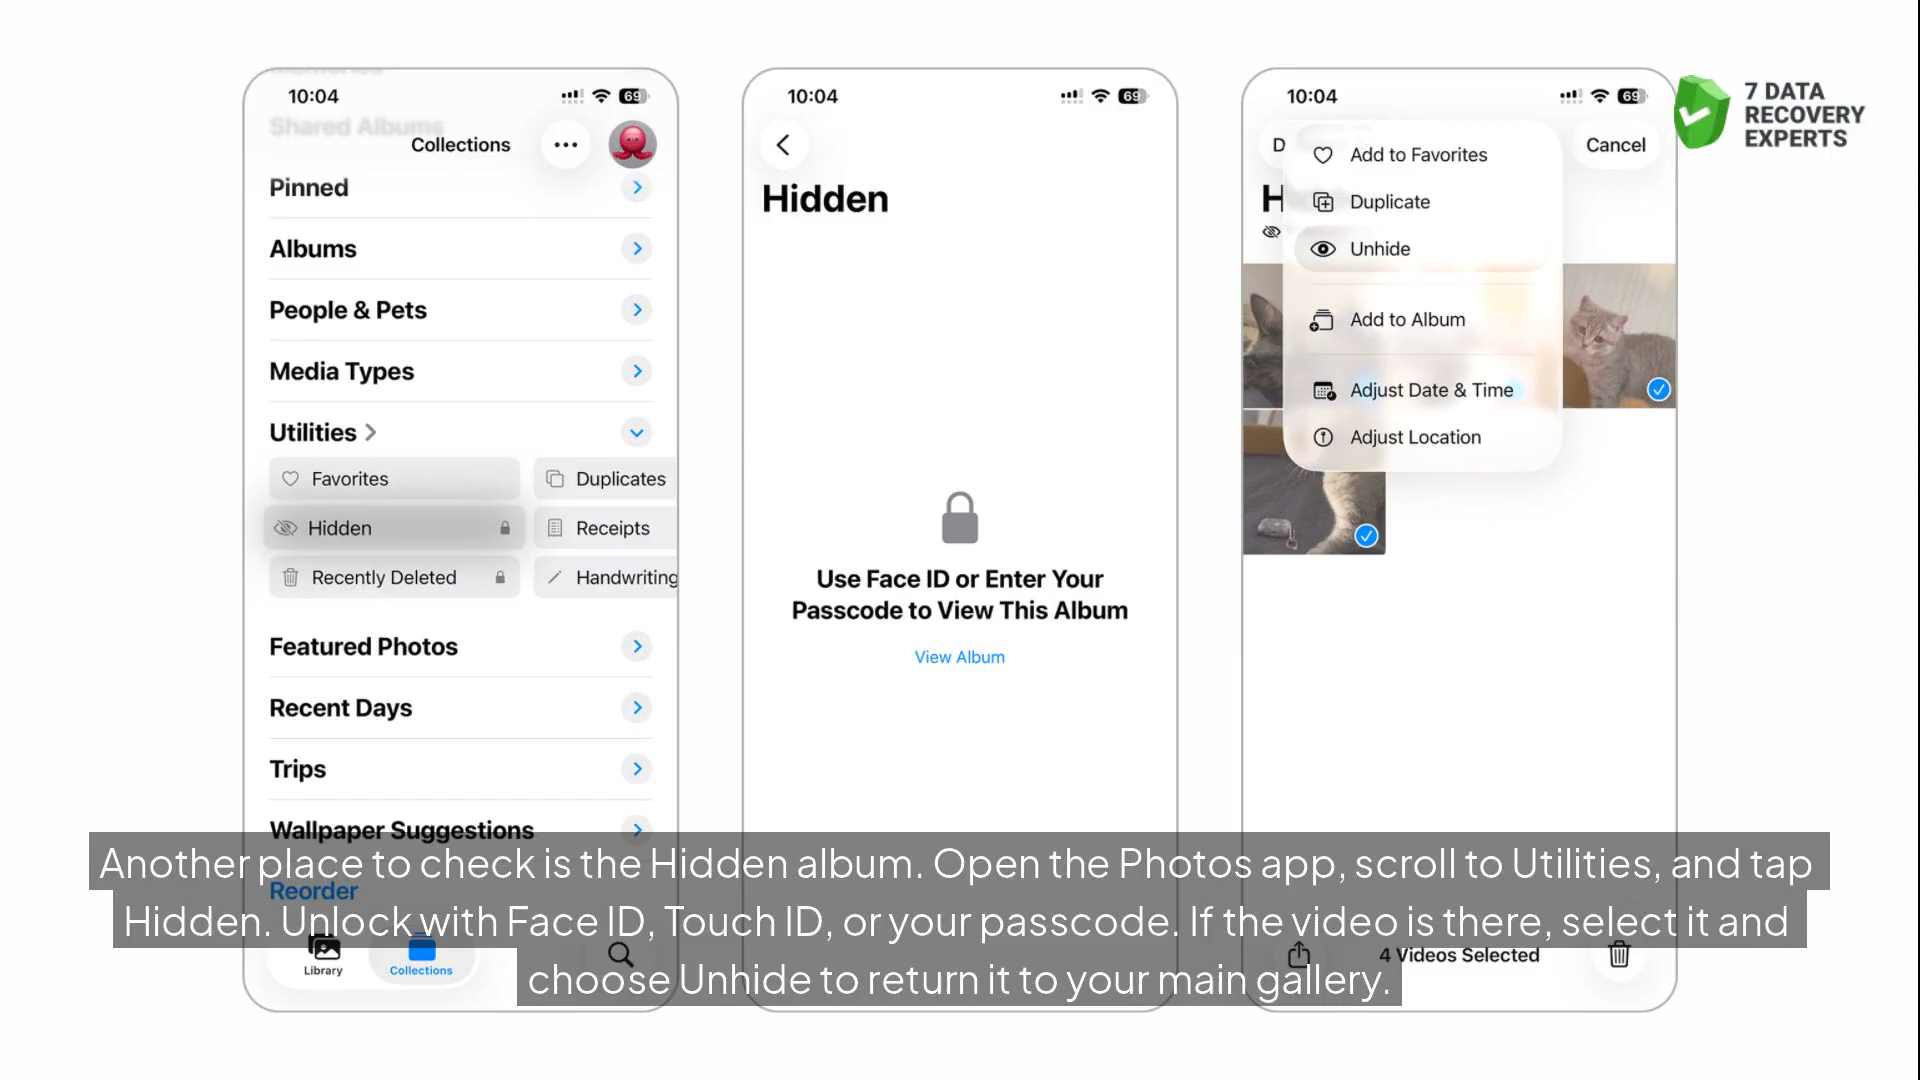 10:04
69
Shared Albums
Collections
Pinned
Albums
People & Pets
Media Types
Utilities
Favorites
Duplicates
Hidden
Receipts
Recently Deleted
Handwriting
Featured Photos
Recent Days
Trips
Wallpaper Suggestions
Reorder
Library
Collections
10:04
69
Hidden
Use Face ID or Enter Your
Passcode to View This Album
View Album
10:04
69
D
Cancel
H
Add to Favorites
Duplicate
Unhide
Add to Album
Adjust Date & Time
Adjust Location
4 Videos Selected
7 DATA
RECOVERY
EXPERTS
Another place to check is the Hidden album. Open the Photos app, scroll to Utilities, and tap
Hidden. Unlock with Face ID, Touch ID, or your passcode. If the video is there, select it and
choose Unhide to return it to your main gallery.